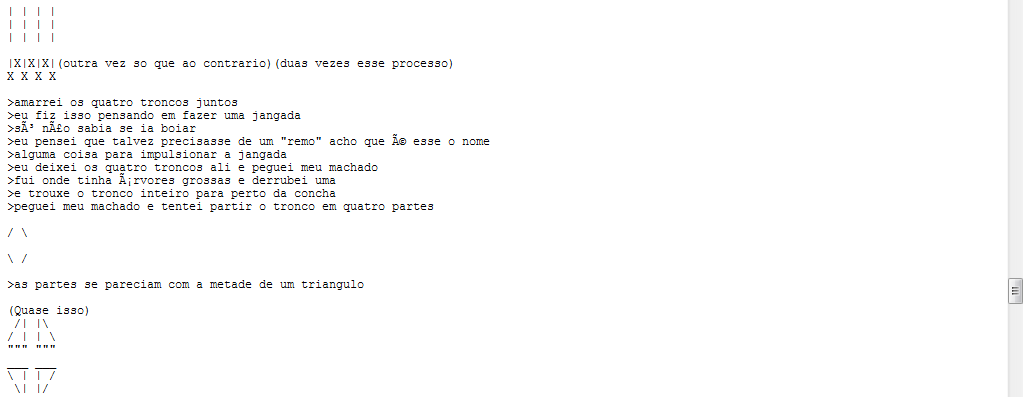 | | | |
| | | |
| | | |
|X|X|X|(outra vez so que ao contrario)(duas vezes esse processo)
X X X X
>amarrei os quatro troncos juntos
>eu fiz isso pensando em fazer uma jangada
>sÃ³ nÃ£o sabia se ia boiar
>eu pensei que talvez precisasse de um "remo" acho que Ã© esse o nome
>alguma coisa para impulsionar a jangada
>eu deixei os quatro troncos ali e peguei meu machado
>fui onde tinha Ã¡rvores grossas e derrubei uma
>e trouxe o tronco inteiro para perto da concha
>peguei meu machado e tentei partir o tronco em quatro partes
/ \
\ /
>as partes se pareciam com a metade de um triangulo
(Quase isso)
 /| |\
/ | | \
""" """
___ ___
\ | | /
 \| |/